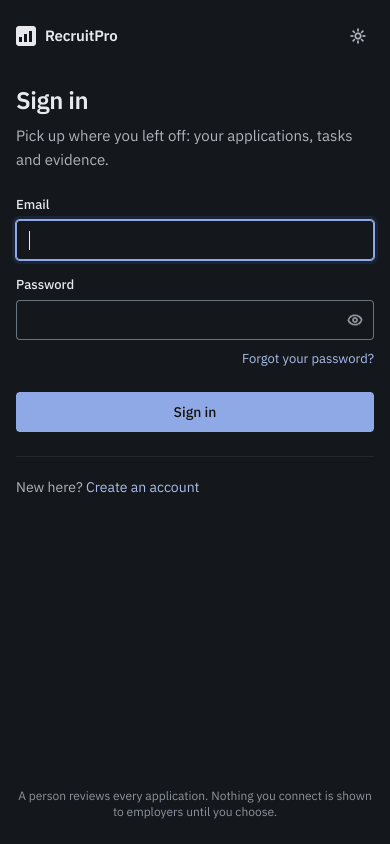 RecruitPro
Sign in
Pick up where you left off: your applications, tasks
and evidence.
Email
Password
Forgot your password?
Sign in
New here? Create an account
A person reviews every application. Nothing you connect is shown
to employers until you choose.